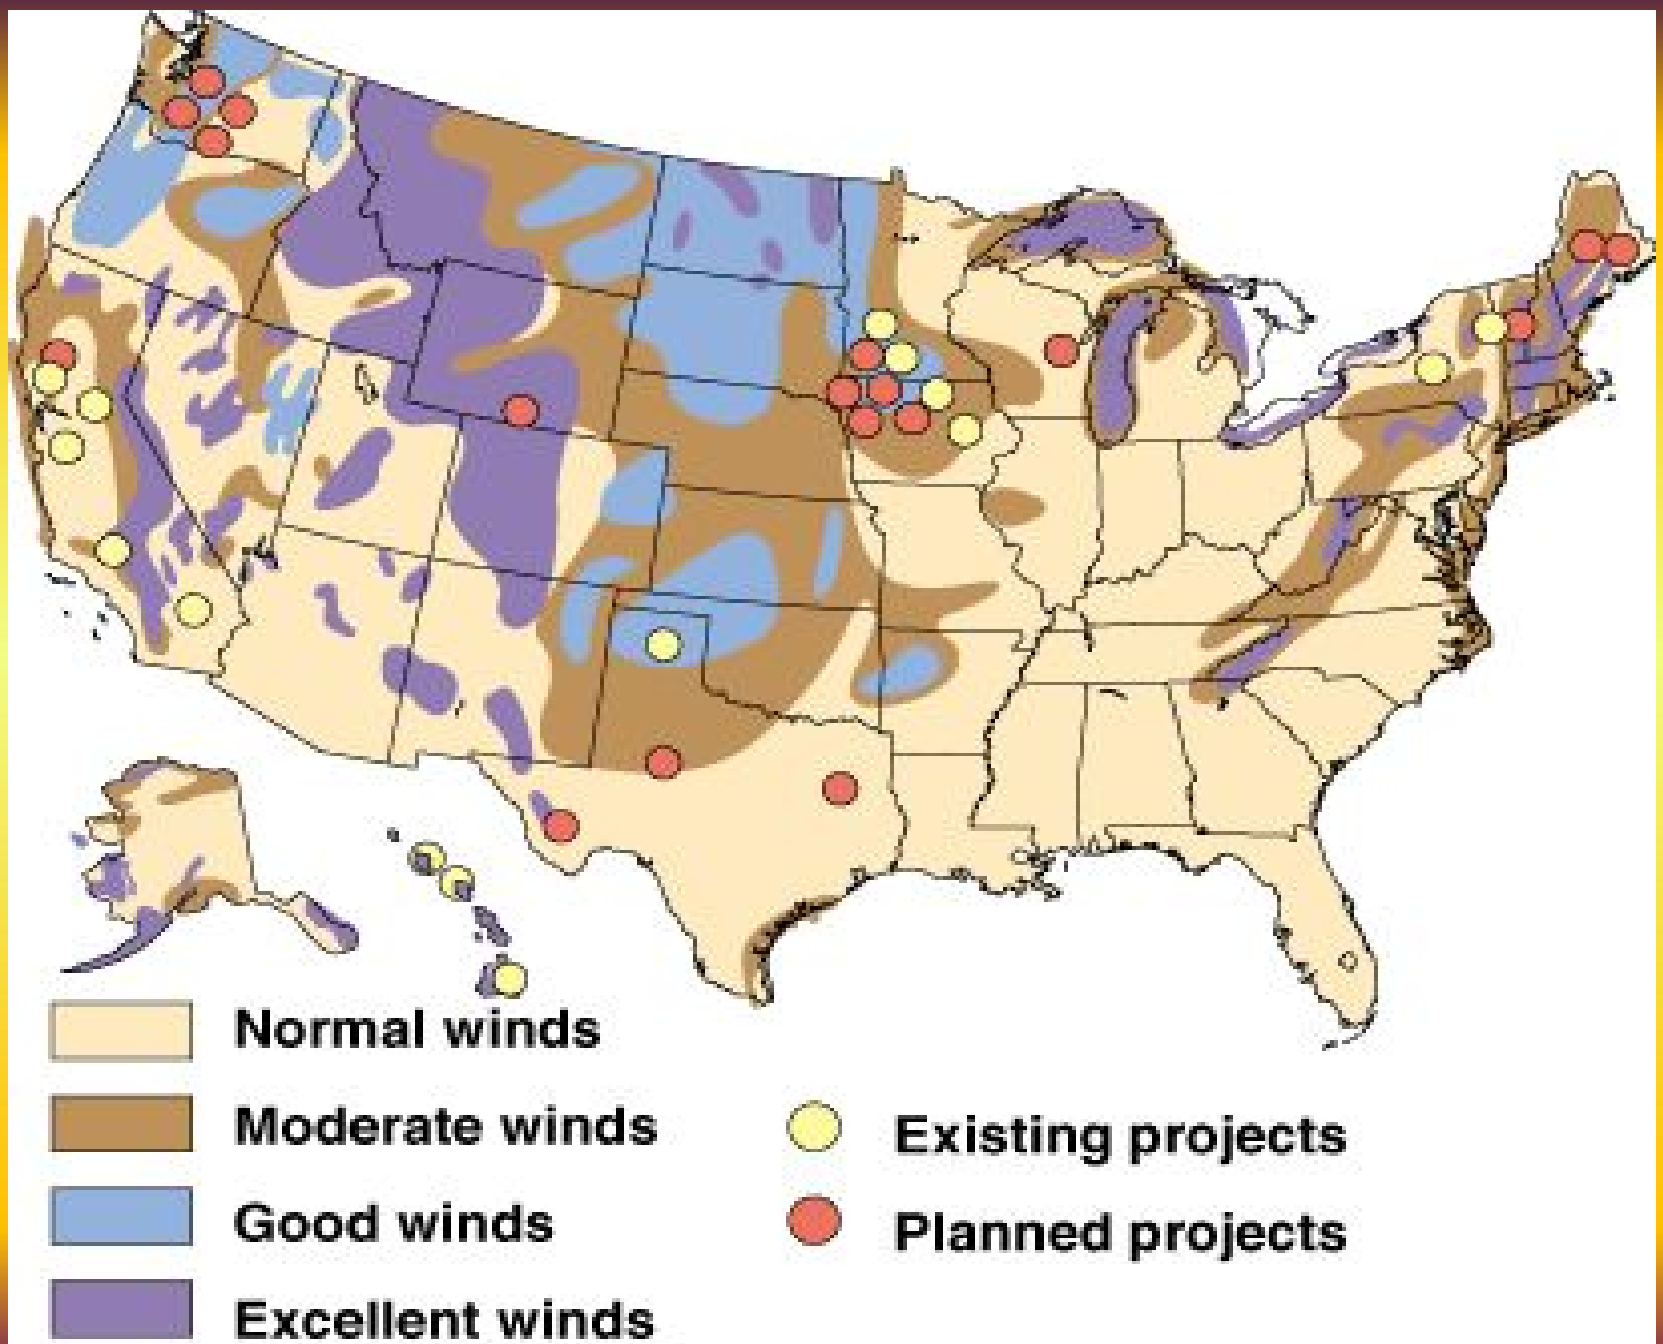 Normal winds
Moderate winds
Good winds
Excellent winds
Existing projects
Planned projects